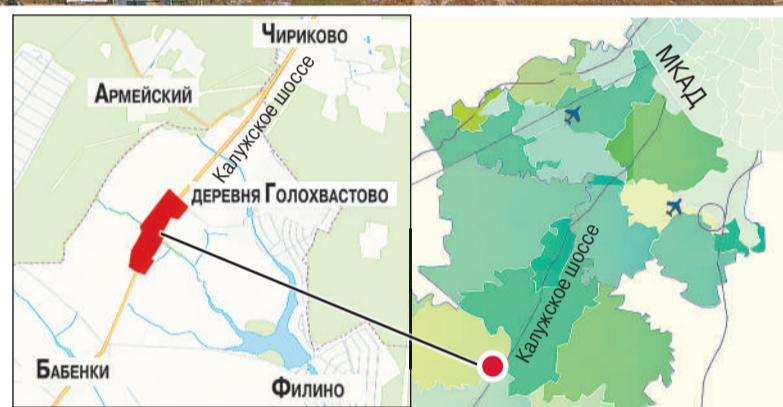 Чириково
Армейский
Калужское шоссе
деревня Голохвастово
Бабенки
Филино
МКАД
Калужское шоссе